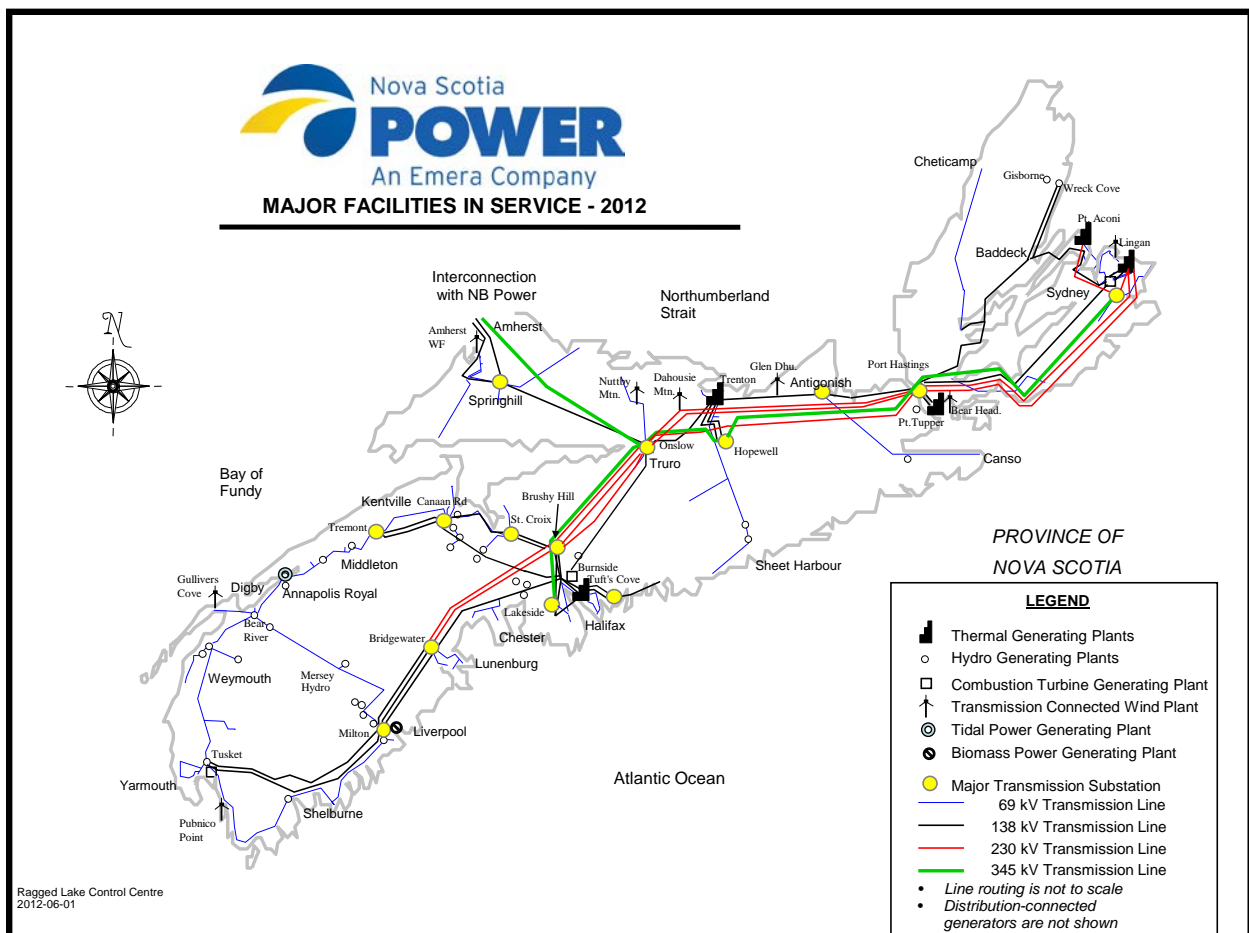 Nova Scotia
POWER
An Emera Company
MAJOR FACILITIES IN SERVICE - 2012
Cheticamp
Gisborne
Wreck Cove
Pt. Aconi
Lingan
Baddeck
Sydney
Interconnection
with NB Power
Northumberland
Strait
Amherst
WF
Amherst
Springhill
Nuttby
Mtn.
Dahousie
Mtn.
Trenton
Glen Dhu.
Antigonish
Port Hastings
Pt.Tupper
Bear Head.
Onslow
Truro
Hopewell
Canso
Bay of
Fundy
Kentville
Canaan Rd
Brushy Hill
St. Croix
Tremont
Middleton
Burnside
Tuft's Cove
Sheet Harbour
Gullivers
Cove
Digby
Annapolis Royal
Lakeside
Halifax
Chester
Bear
River
Bridgewater
Lunenburg
Weymouth
Mersey
Hydro
Milton
Liverpool
Tusket
Yarmouth
Shelburne
Pubnico
Point
Atlantic Ocean
PROVINCE OF
NOVA SCOTIA
LEGEND
Thermal Generating Plants
Hydro Generating Plants
Combustion Turbine Generating Plant
Transmission Connected Wind Plant
Tidal Power Generating Plant
Biomass Power Generating Plant
Major Transmission Substation
69 kV Transmission Line
138 kV Transmission Line
230 kV Transmission Line
345 kV Transmission Line
• Line routing is not to scale
• Distribution-connected
generators are not shown
Ragged Lake Control Centre
2012-06-01
N